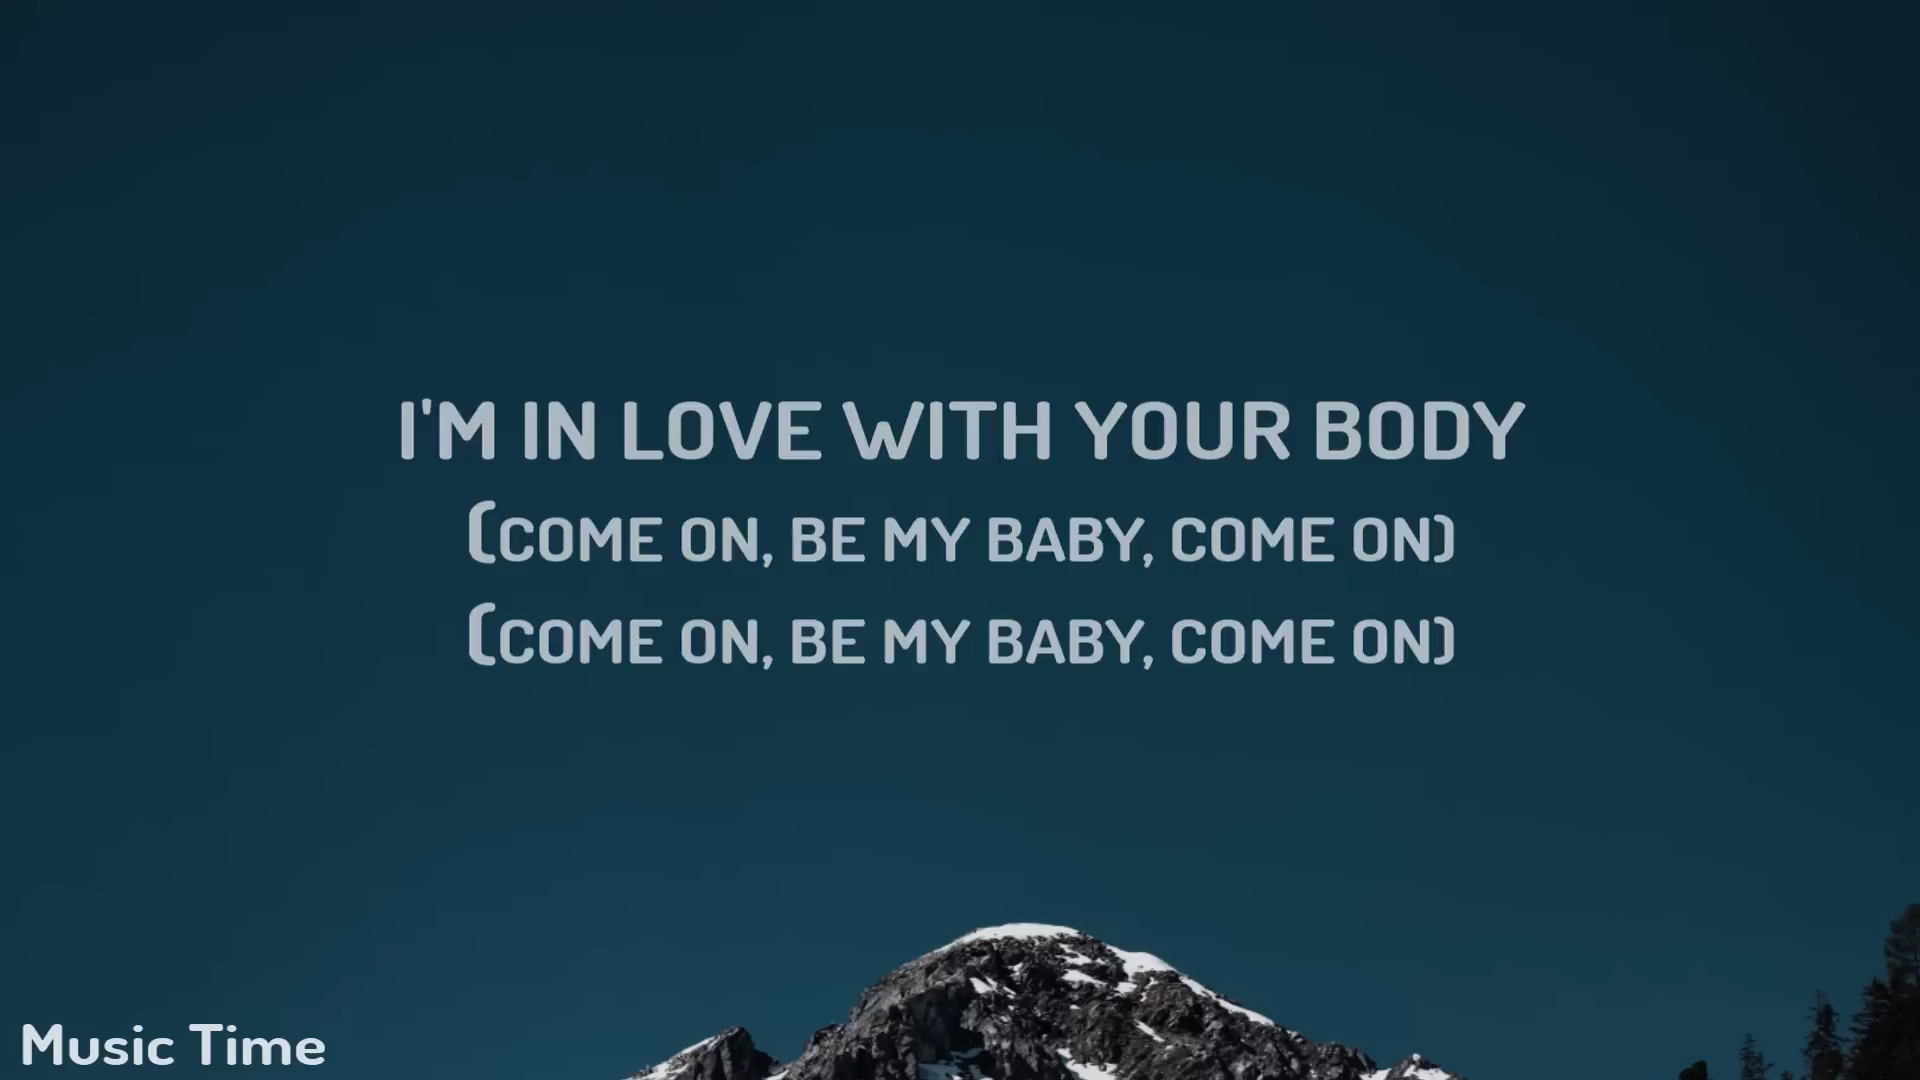 I'M IN LOVE WITH YOUR BODY
(COME ON, BE MY BABY, COME ON)
(COME ON, BE MY BABY, COME ON)
Music Time